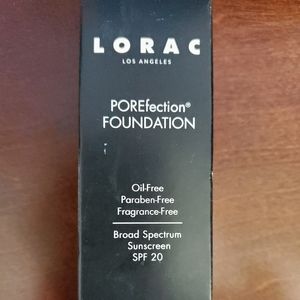 LORAC
LOS ANGELES
POREfection®
FOUNDATION
Oil-Free
Paraben-Free
Fragrance-Free
Broad Spectrum
Sunscreen
SPF 20